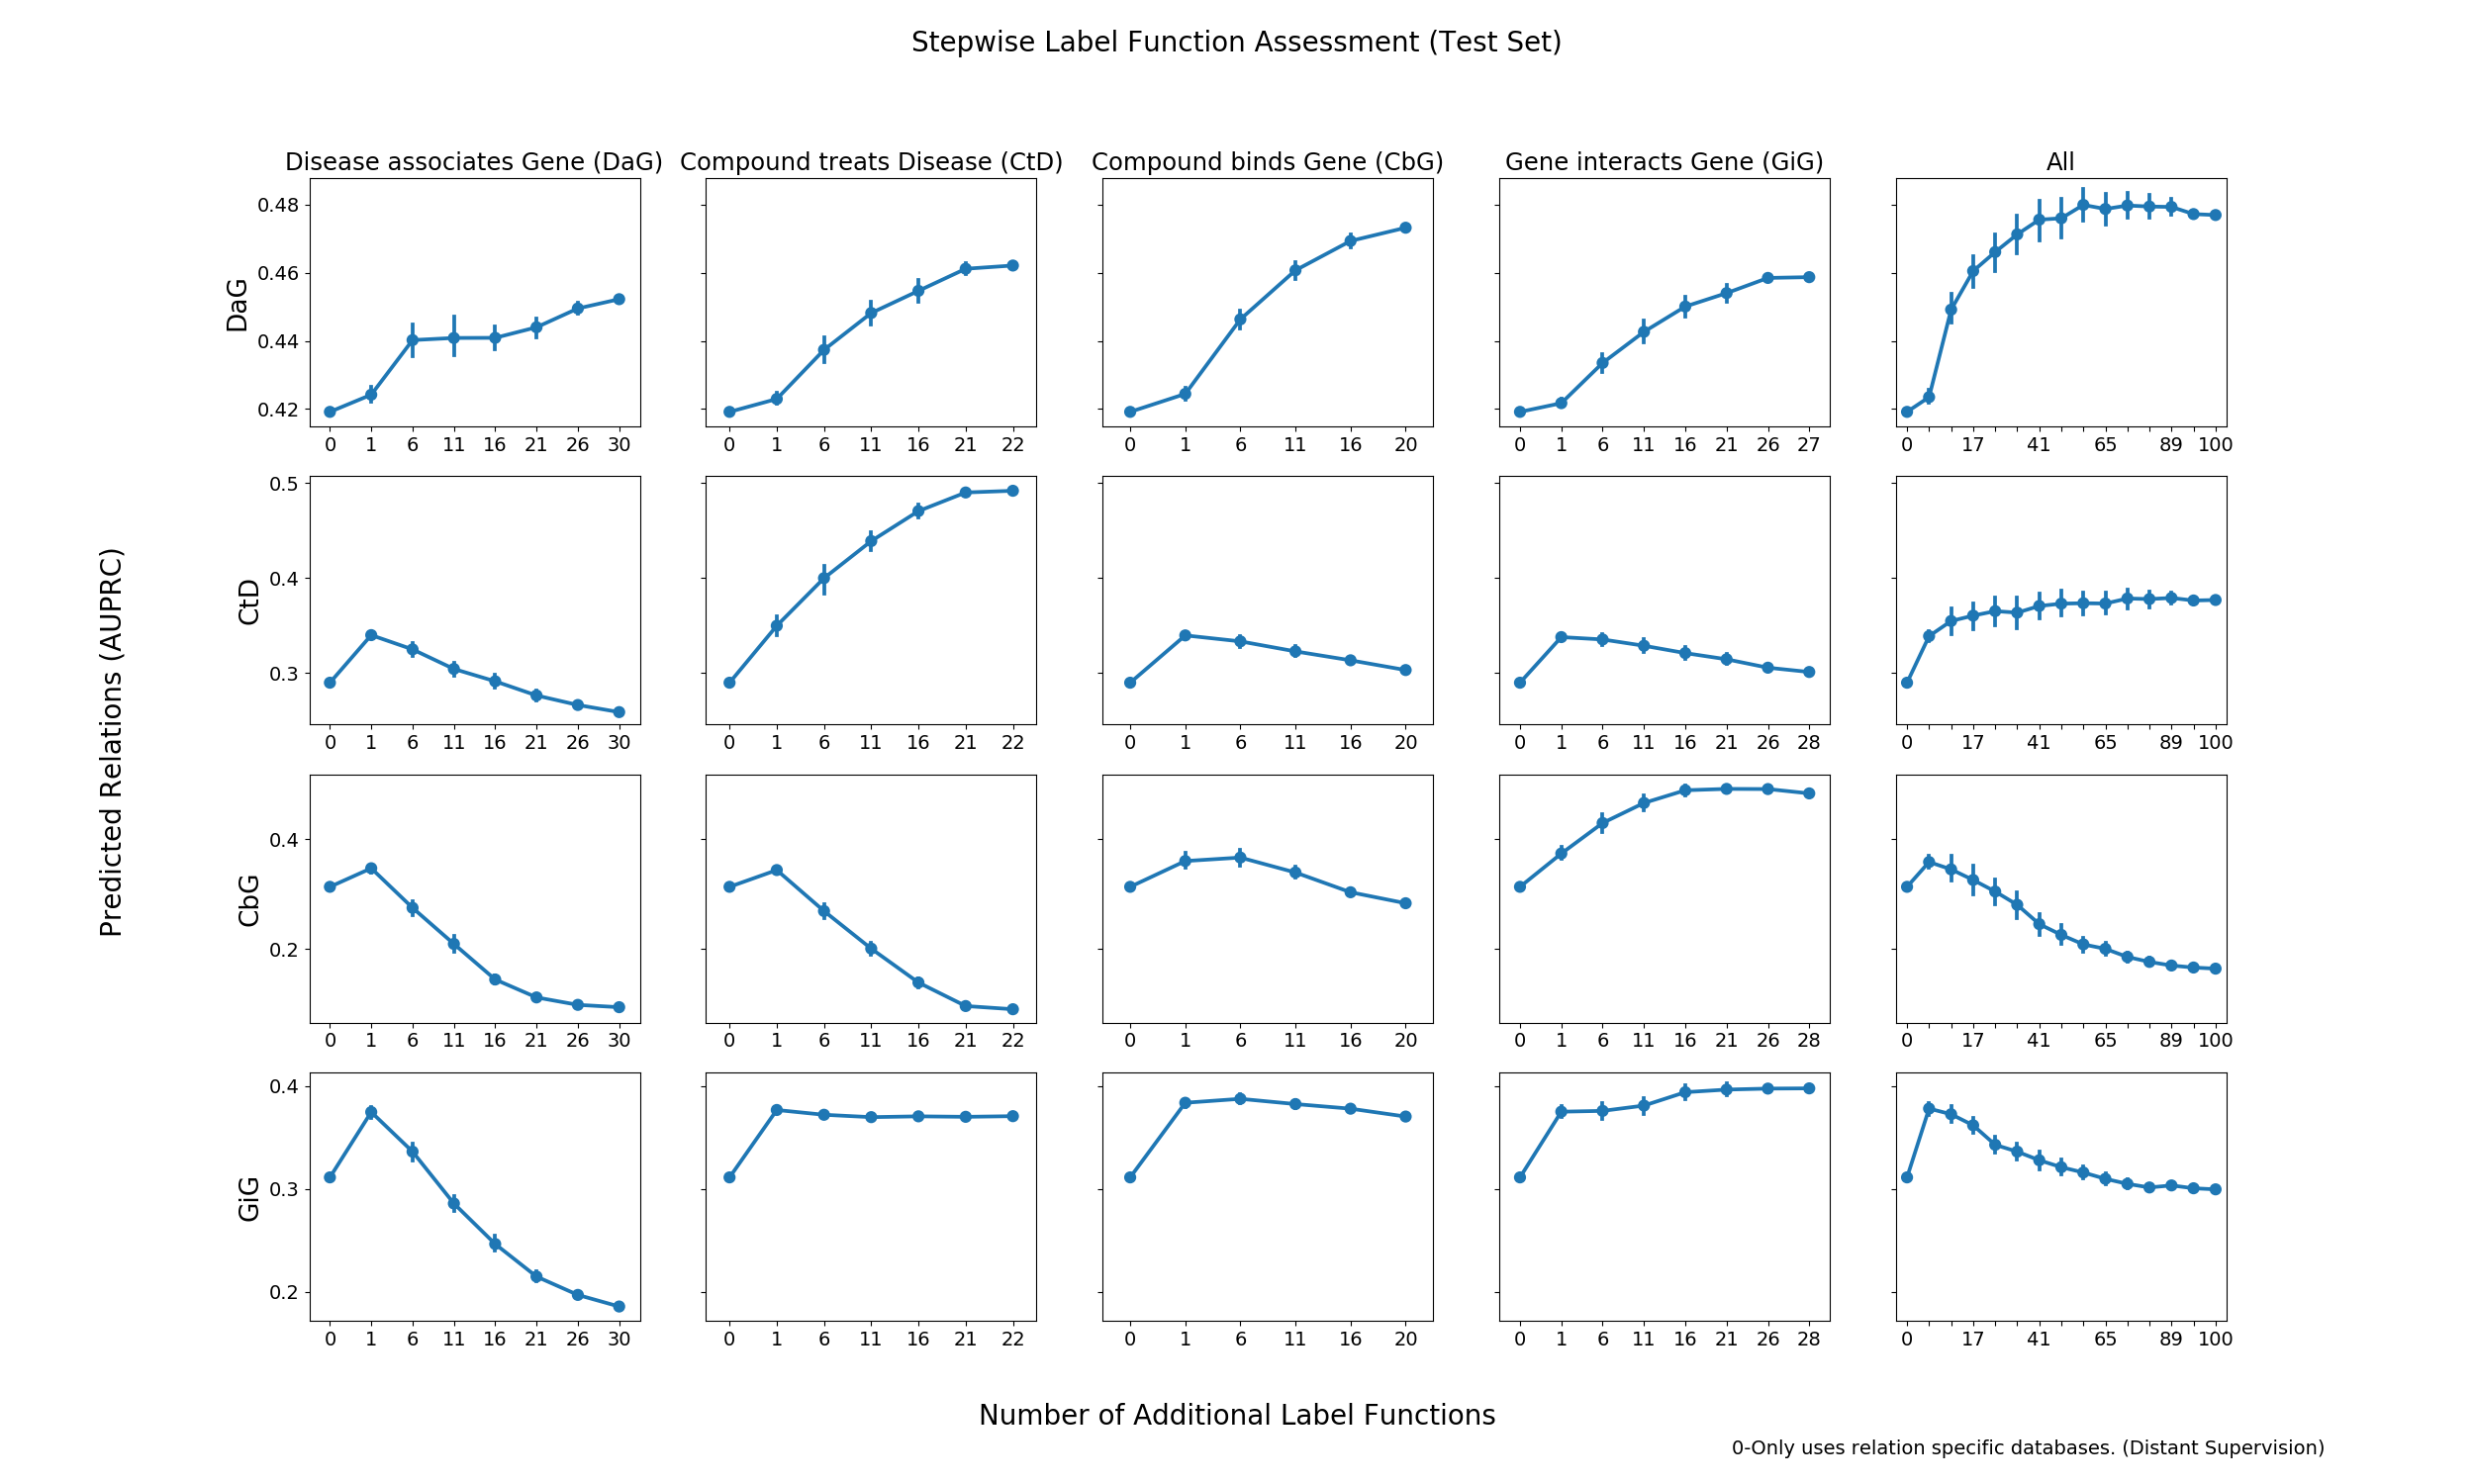 Stepwise Label Function Assessment (Test Set)
Disease associates Gene (DaG) Compound treats Disease (CtD) Compound binds Gene (CbG) Gene interacts Gene (GiG) All
Predicted Relations (AUPRC)
DaG
0.48
0.46
0.44
0.42
0 1 6 11 16 21 26 30 0 1 6 11 16 21 22 0 1 6 11 16 20 0 1 6 11 16 21 26 27 0 17 41 65 89 100
CtD
0.5
0.4
0.3
0 1 6 11 16 21 26 30 0 1 6 11 16 21 22 0 1 6 11 16 20 0 1 6 11 16 21 26 28 0 17 41 65 89 100
CbG
0.4
0.2
0 1 6 11 16 21 26 30 0 1 6 11 16 21 22 0 1 6 11 16 20 0 1 6 11 16 21 26 28 0 17 41 65 89 100
GiG
0.4
0.3
0.2
0 1 6 11 16 21 26 30 0 1 6 11 16 21 22 0 1 6 11 16 20 0 1 6 11 16 21 26 28 0 17 41 65 89 100
Number of Additional Label Functions
0-Only uses relation specific databases. (Distant Supervision)